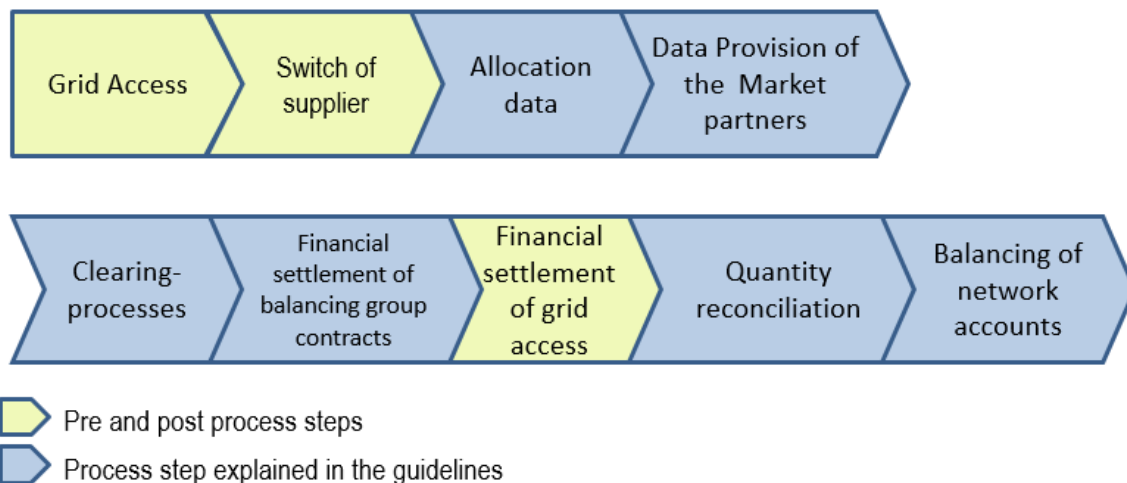 Grid Access
Switch of
supplier
Allocation
data
Data Provision of
the Market
partners
Clearing-
processes
Financial
settlement of
balancing group
contracts
Financial
settlement
of grid
access
Quantity
reconciliation
Balancing of
network
accounts
Pre and post process steps
Process step explained in the guidelines